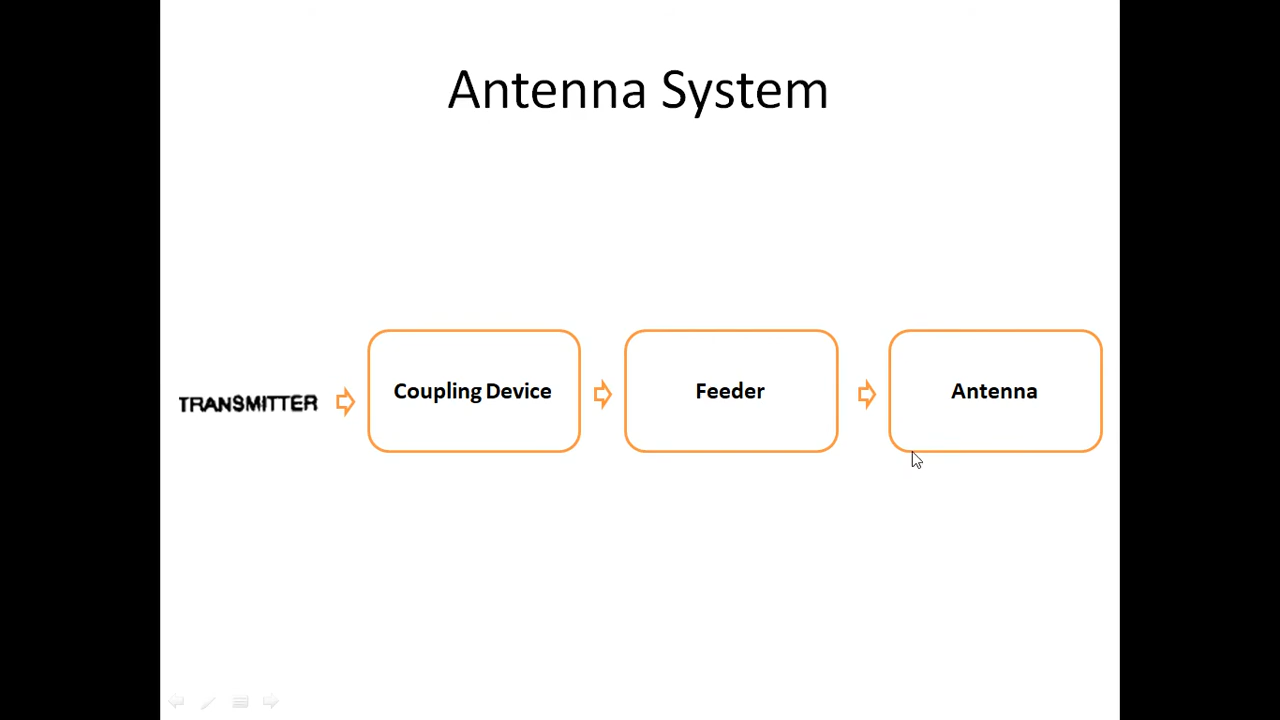 Antenna System
TRANSMITTER
Coupling Device
Feeder
Antenna